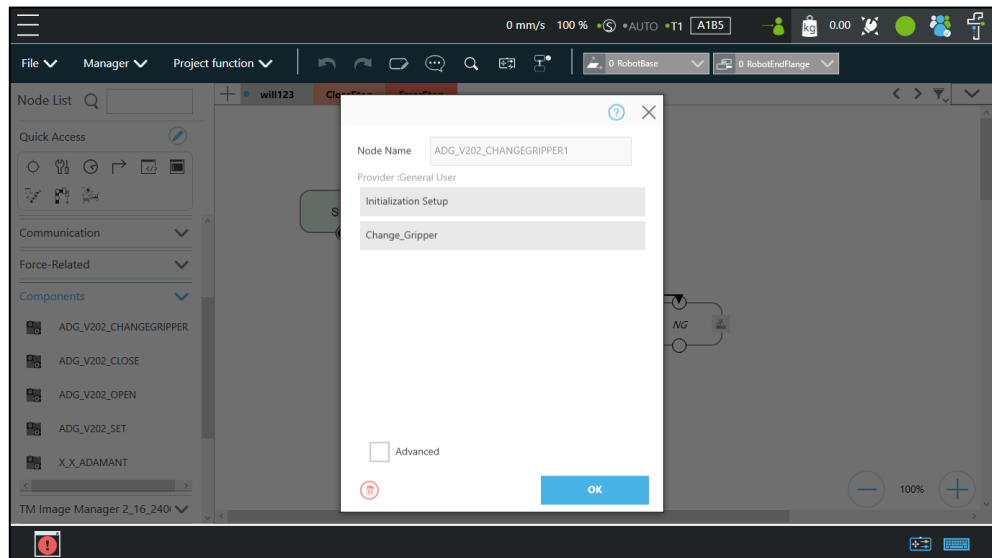 0 mm/s 100 % S AUTO T1 A1B5 kg 0.00
File Manager Project function 0 RobotBase 0 RobotEndFlange
Node List
will123
Quick Access
Communication
Force-Related
Components
ADG_V202_CHANGEGRIPPER
ADG_V202_CLOSE
ADG_V202_OPEN
ADG_V202_SET
X_X_ADAMANT
TM Image Manager 2_16_240
?
Node Name ADG_V202_CHANGEGRIPPER1
Provider :General User
Initialization Setup
Change_Gripper
Advanced
OK
NG
100%